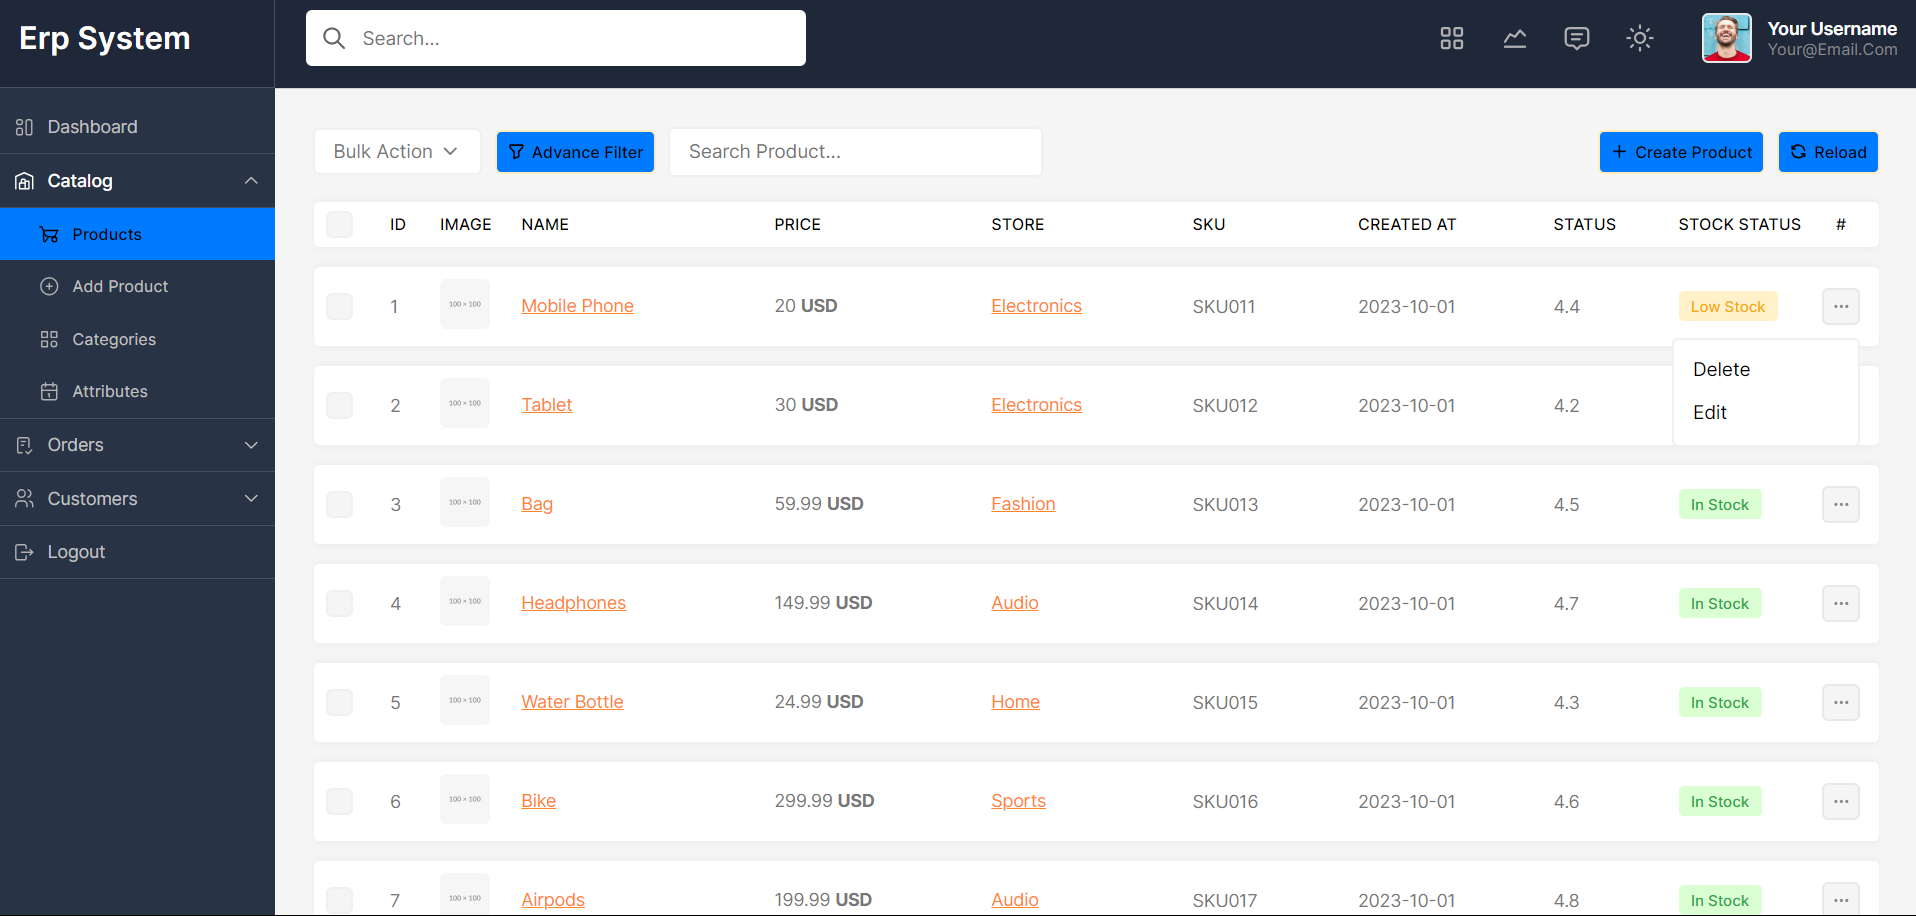 Erp System
Search...
Your Username
Your@Email.Com
Dashboard
Catalog
Products
Add Product
Categories
Attributes
Orders
Customers
Logout
Bulk Action
Advance Filter
Search Product...
Create Product
Reload
ID IMAGE NAME PRICE STORE SKU CREATED AT STATUS STOCK STATUS #
1 100 × 100 Mobile Phone 20 USD Electronics SKU011 2023-10-01 4.4 Low Stock ...
Delete
Edit
2 100 × 100 Tablet 30 USD Electronics SKU012 2023-10-01 4.2
3 100 × 100 Bag 59.99 USD Fashion SKU013 2023-10-01 4.5 In Stock ...
4 100 × 100 Headphones 149.99 USD Audio SKU014 2023-10-01 4.7 In Stock ...
5 100 × 100 Water Bottle 24.99 USD Home SKU015 2023-10-01 4.3 In Stock ...
6 100 × 100 Bike 299.99 USD Sports SKU016 2023-10-01 4.6 In Stock ...
7 100 × 100 Airpods 199.99 USD Audio SKU017 2023-10-01 4.8 In Stock ...